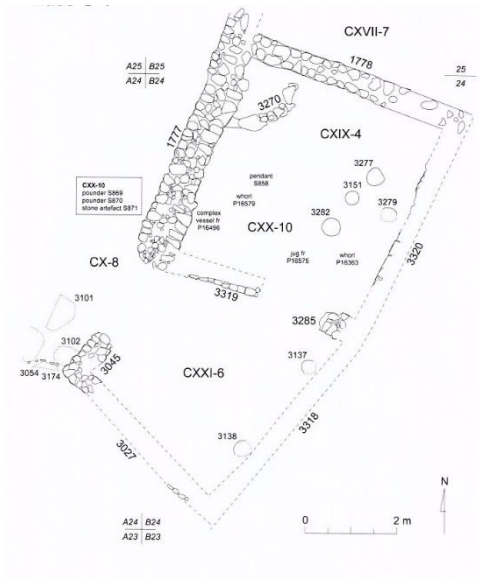 CXVII-7
A25 B25
A24 B24
1778
25
24
3270
CXIX-4
1777
3277
pendant
S858
3151
CXX-10
pounder S869
pounder S870
stone artefact S871
whorl
P16579
3279
complex
vessel fr
P16496
CXX-10
3282
jug fr
P16575
whorl
P16363
3320
CX-8
3319
3101
3285
3102
3045
3137
3054
3174
CXXI-6
3318
3138
3027
N
A24 B24
A23 B23
0 2 m